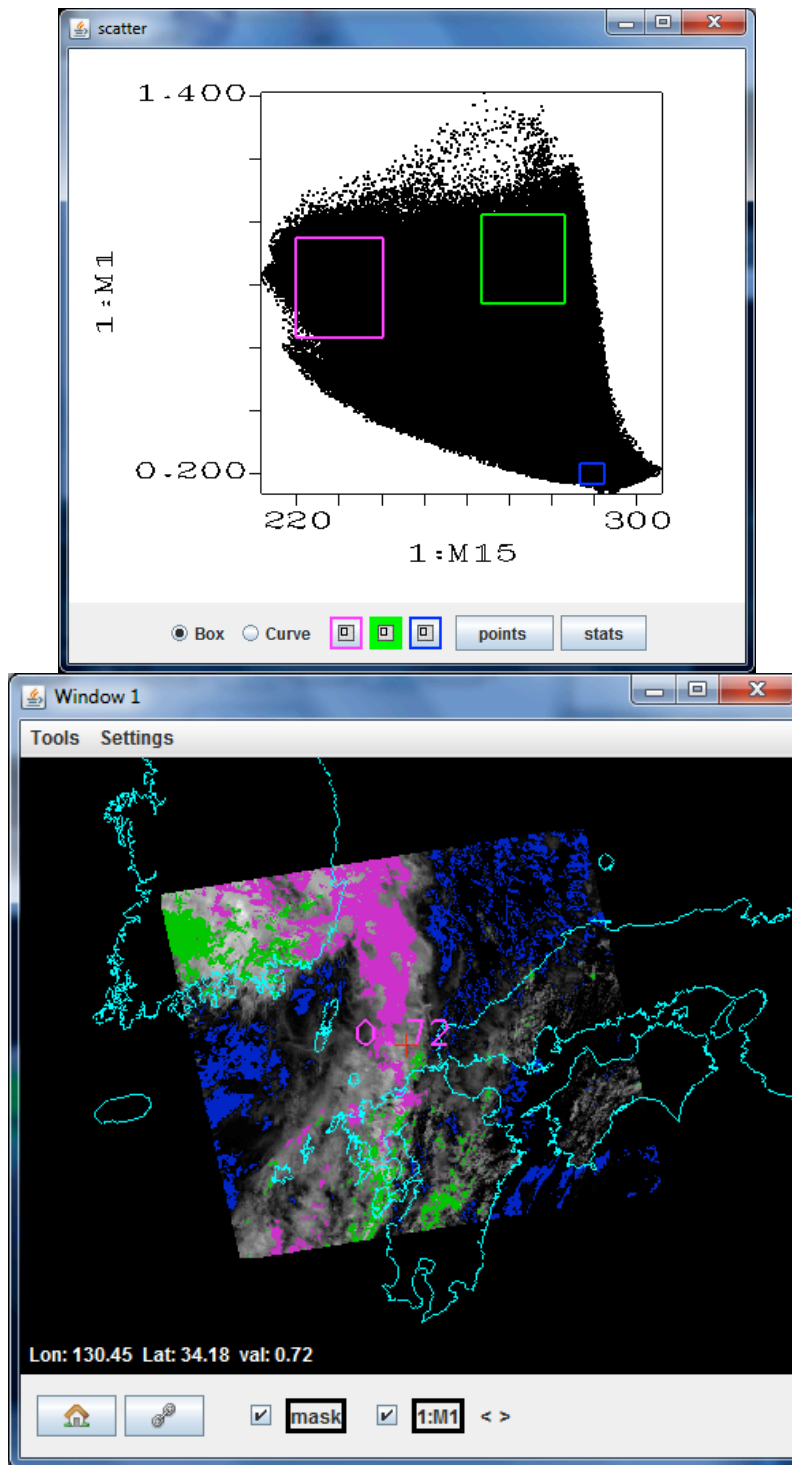 scatter
1.400
1:M1
0.200
220 300
1:M15
Box Curve points stats
Window 1
Tools Settings
0.72
Lon: 130.45 Lat: 34.18 val: 0.72
mask 1:M1 < >